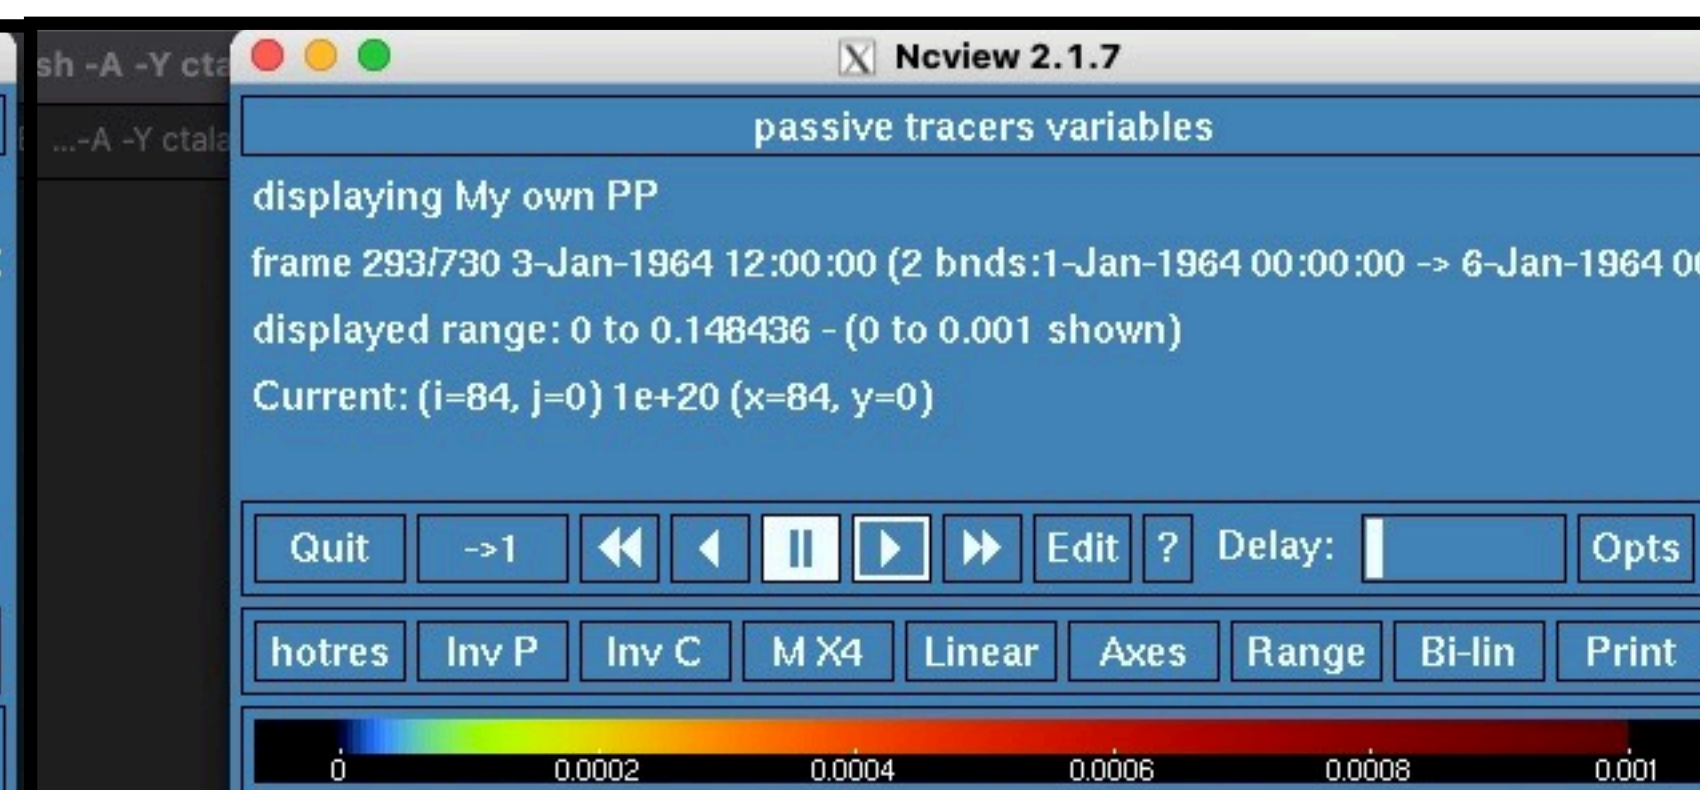 sh -A -Y cta
Ncview 2.1.7
...-A -Y ctala
passive tracers variables
displaying My own PP
frame 293/730 3-Jan-1964 12:00:00 (2 bnds:1-Jan-1964 00:00:00 -> 6-Jan-1964 00
displayed range: 0 to 0.148436 - (0 to 0.001 shown)
Current: (i=84, j=0) 1e+20 (x=84, y=0)
Quit ->1 Edit ? Delay: Opts
hotres Inv P Inv C M X4 Linear Axes Range Bi-lin Print
0 0.0002 0.0004 0.0006 0.0008 0.001